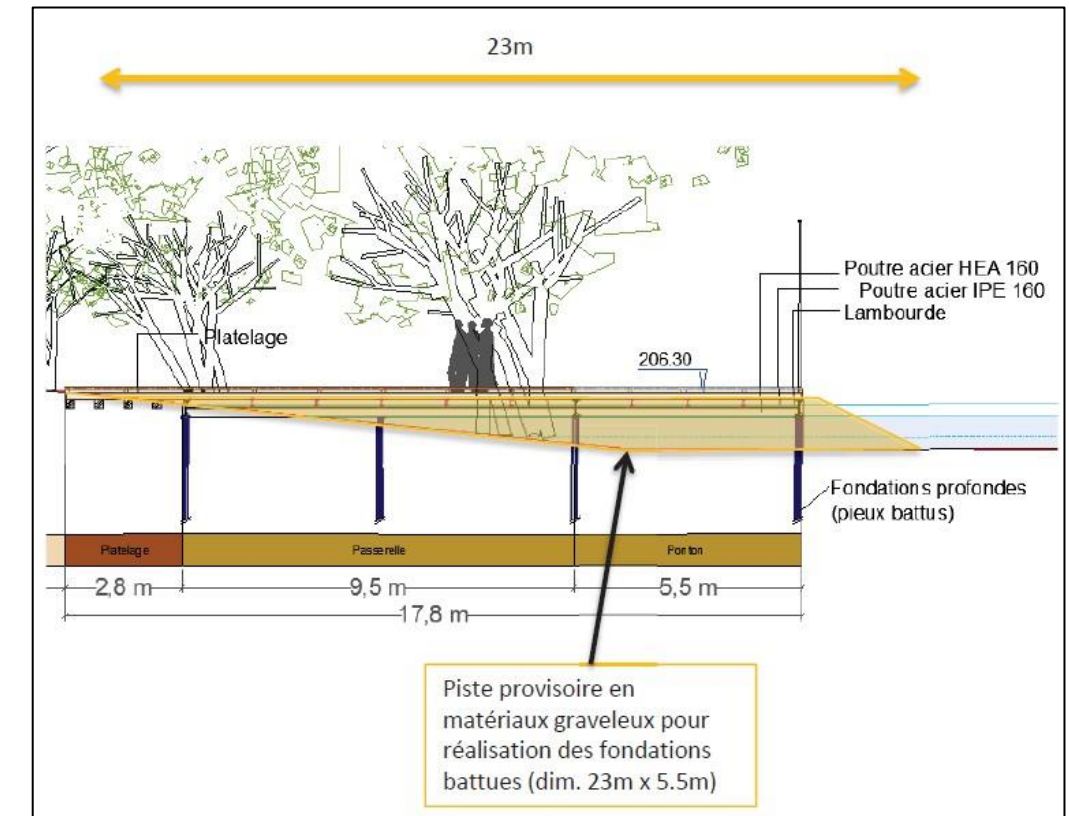 23m
Poutre acier HEA 160
Poutre acier IPE 160
Lambourde
Platelage
206.30
Fondations profondes
(pieux battus)
Platelage
Passerelle
Ponton
2,8 m
9,5 m
5,5 m
17,8 m
Piste provisoire en
matériaux graveleux pour
réalisation des fondations
battues (dim. 23m x 5.5m)